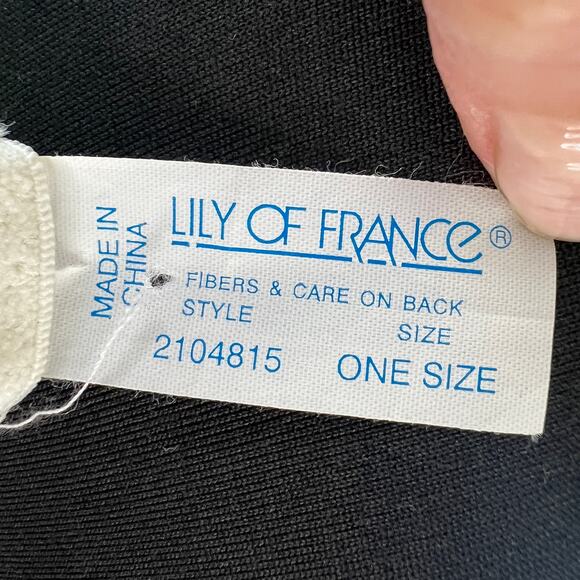 MADE IN
CHINA
LILY OF FRANCE®
FIBERS & CARE ON BACK
STYLE SIZE
2104815 ONE SIZE